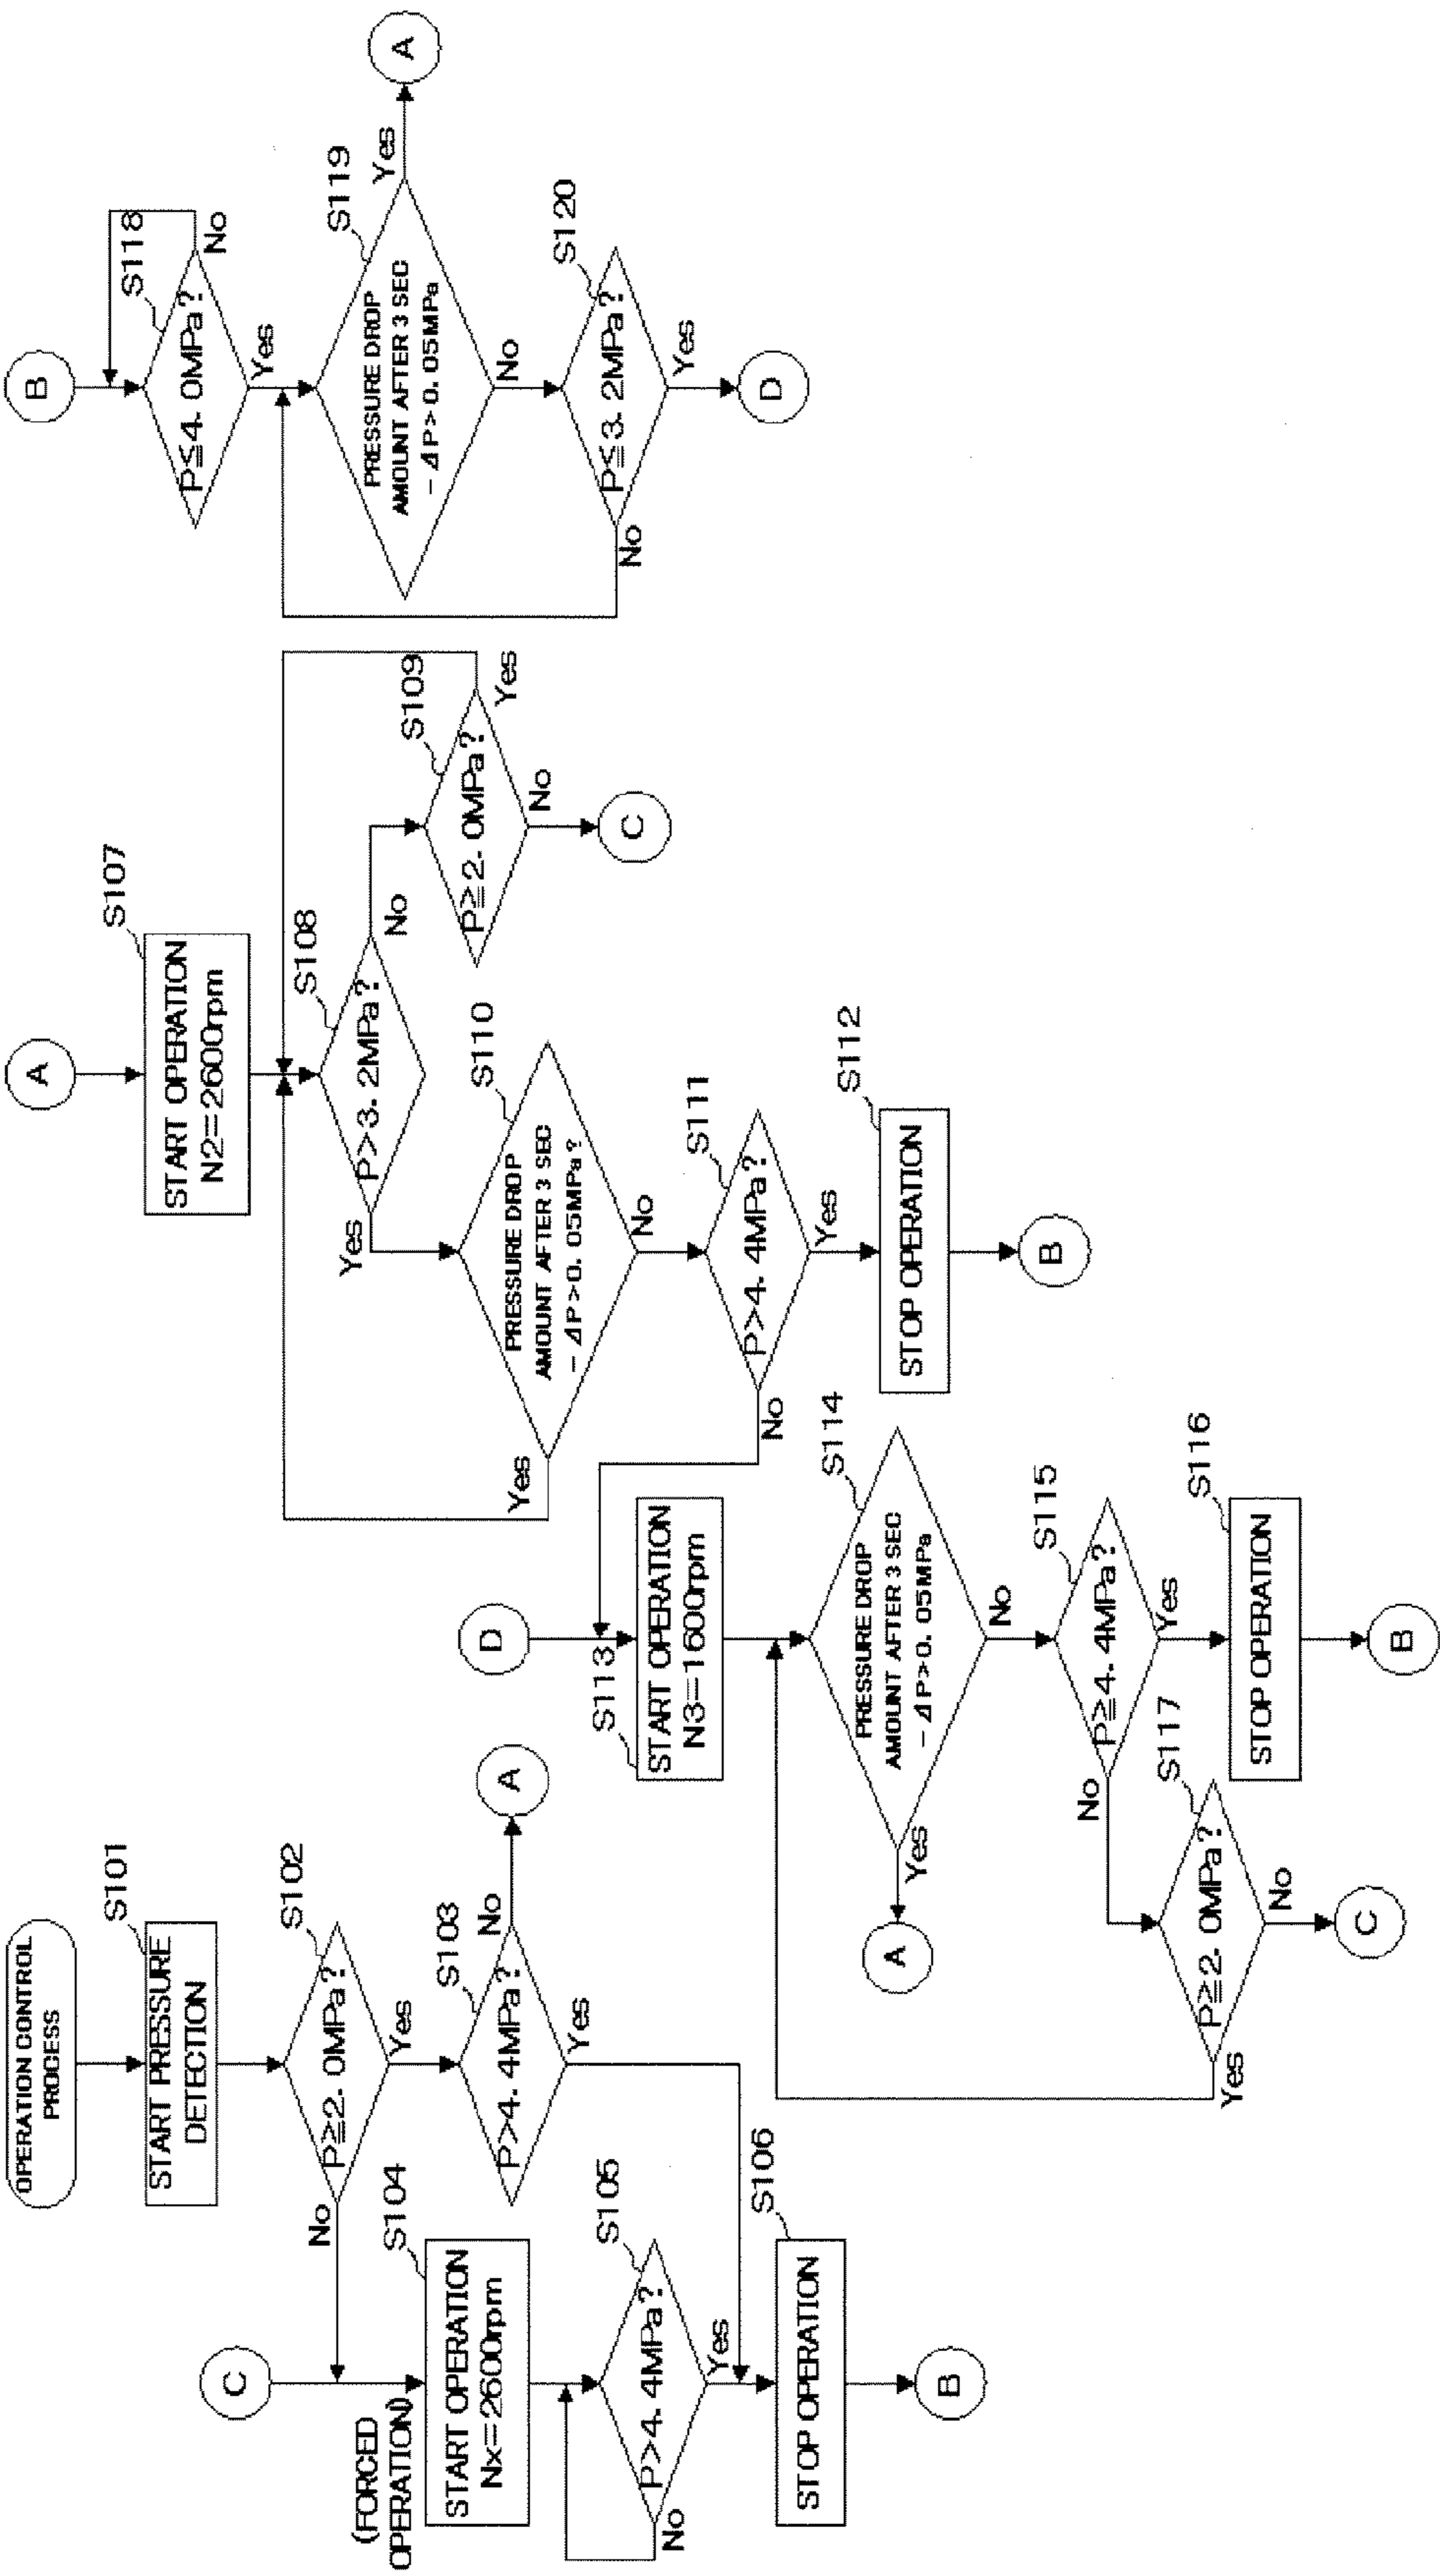 OPERATION CONTROL
PROCESS
S101
START PRESSURE
DETECTION
S102
P≧2. 0MPa?
No
Yes
S103
P>4. 4MPa?
No
A
Yes
C
(FORCED
OPERATION)
S104
START OPERATION
Nx=2600rpm
S105
P>4. 4MPa?
No
Yes
S106
STOP OPERATION
B
A
S107
START OPERATION
N2=2600rpm
S108
P>3. 2MPa?
Yes
No
S109
P≧2. 0MPa?
Yes
No
C
S110
PRESSURE DROP
AMOUNT AFTER 3 SEC
-ΔP>0. 05MPa?
Yes
No
S111
P>4. 4MPa?
No
Yes
S112
STOP OPERATION
B
D
S113
START OPERATION
N3=1600rpm
S114
PRESSURE DROP
AMOUNT AFTER 3 SEC
-ΔP>0. 05MPa
Yes
A
No
S115
P≧4. 4MPa?
No
Yes
S116
STOP OPERATION
B
S117
P≧2. 0MPa?
Yes
No
C
B
S118
P≦4. 0MPa?
No
Yes
S119
PRESSURE DROP
AMOUNT AFTER 3 SEC
-ΔP>0. 05MPa
Yes
A
No
S120
P≦3. 2MPa?
No
Yes
D